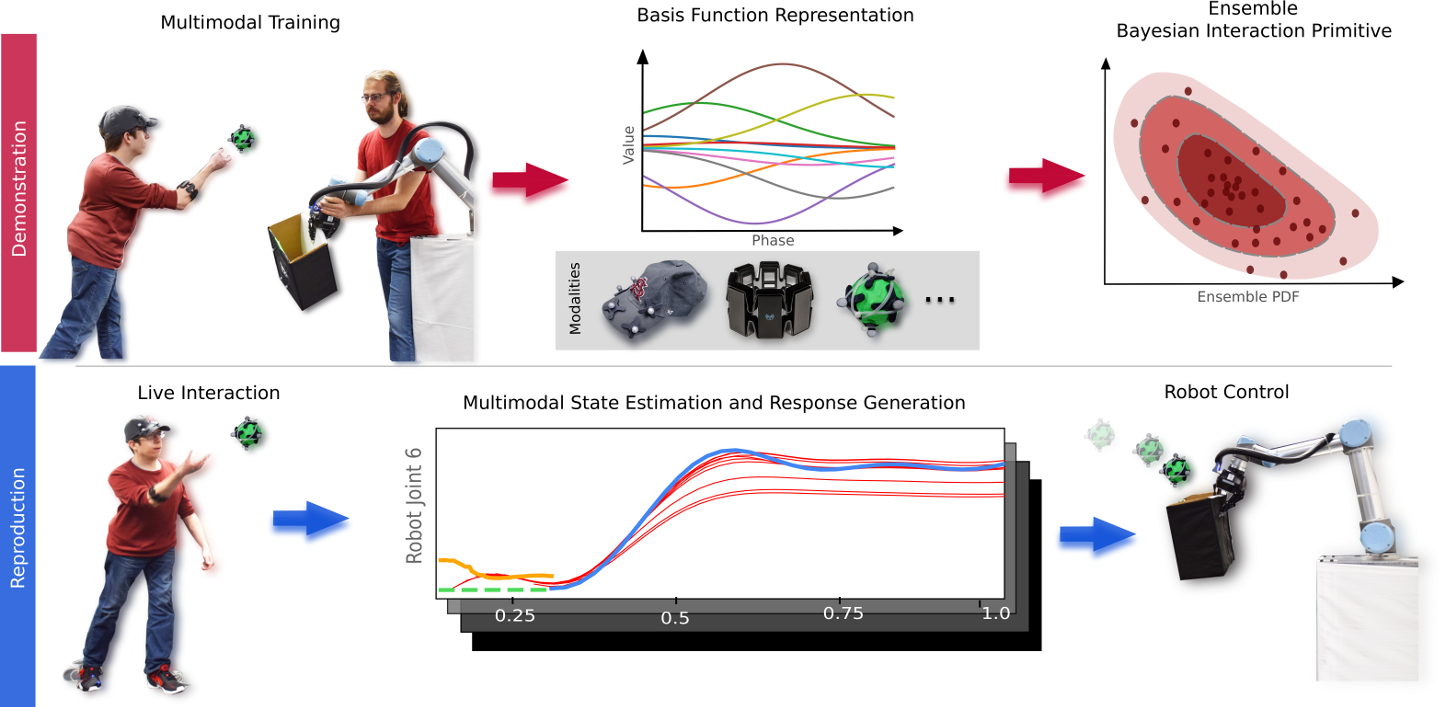 Multimodal Training
Basis Function Representation
Ensemble
Bayesian Interaction Primitive
Demonstration
Value
Phase
Modalities
...
Ensemble PDF
Reproduction
Live Interaction
Multimodal State Estimation and Response Generation
Robot Control
Robot Joint 6
0.25
0.5
0.75
1.0